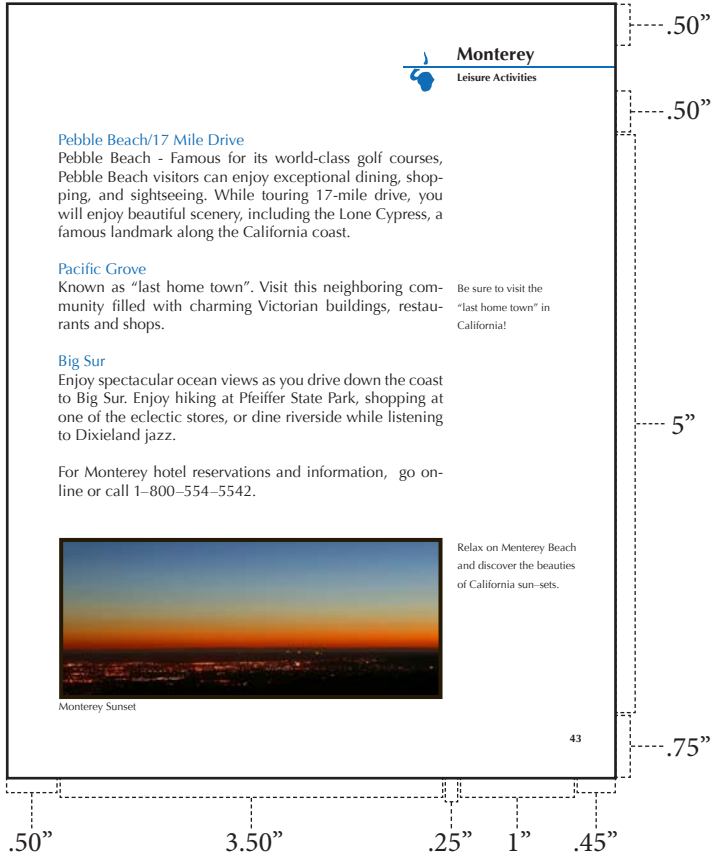 .50”
Monterey
Leisure Activities
.50”
Pebble Beach/17 Mile Drive
Pebble Beach - Famous for its world-class golf courses,
Pebble Beach visitors can enjoy exceptional dining, shop-
ping, and sightseeing. While touring 17-mile drive, you
will enjoy beautiful scenery, including the Lone Cypress, a
famous landmark along the California coast.
Pacific Grove
Known as “last home town”. Visit this neighboring com-
munity filled with charming Victorian buildings, restau-
rants and shops.
Be sure to visit the
“last home town” in
California!
Big Sur
Enjoy spectacular ocean views as you drive down the coast
to Big Sur. Enjoy hiking at Pfeiffer State Park, shopping at
one of the eclectic stores, or dine riverside while listening
to Dixieland jazz.
5”
For Monterey hotel reservations and information, go on-
line or call 1–800–554–5542.
Relax on Menterey Beach
and discover the beauties
of California sun–sets.
Monterey Sunset
43
.75”
.50”
3.50”
.25”
1”
.45”